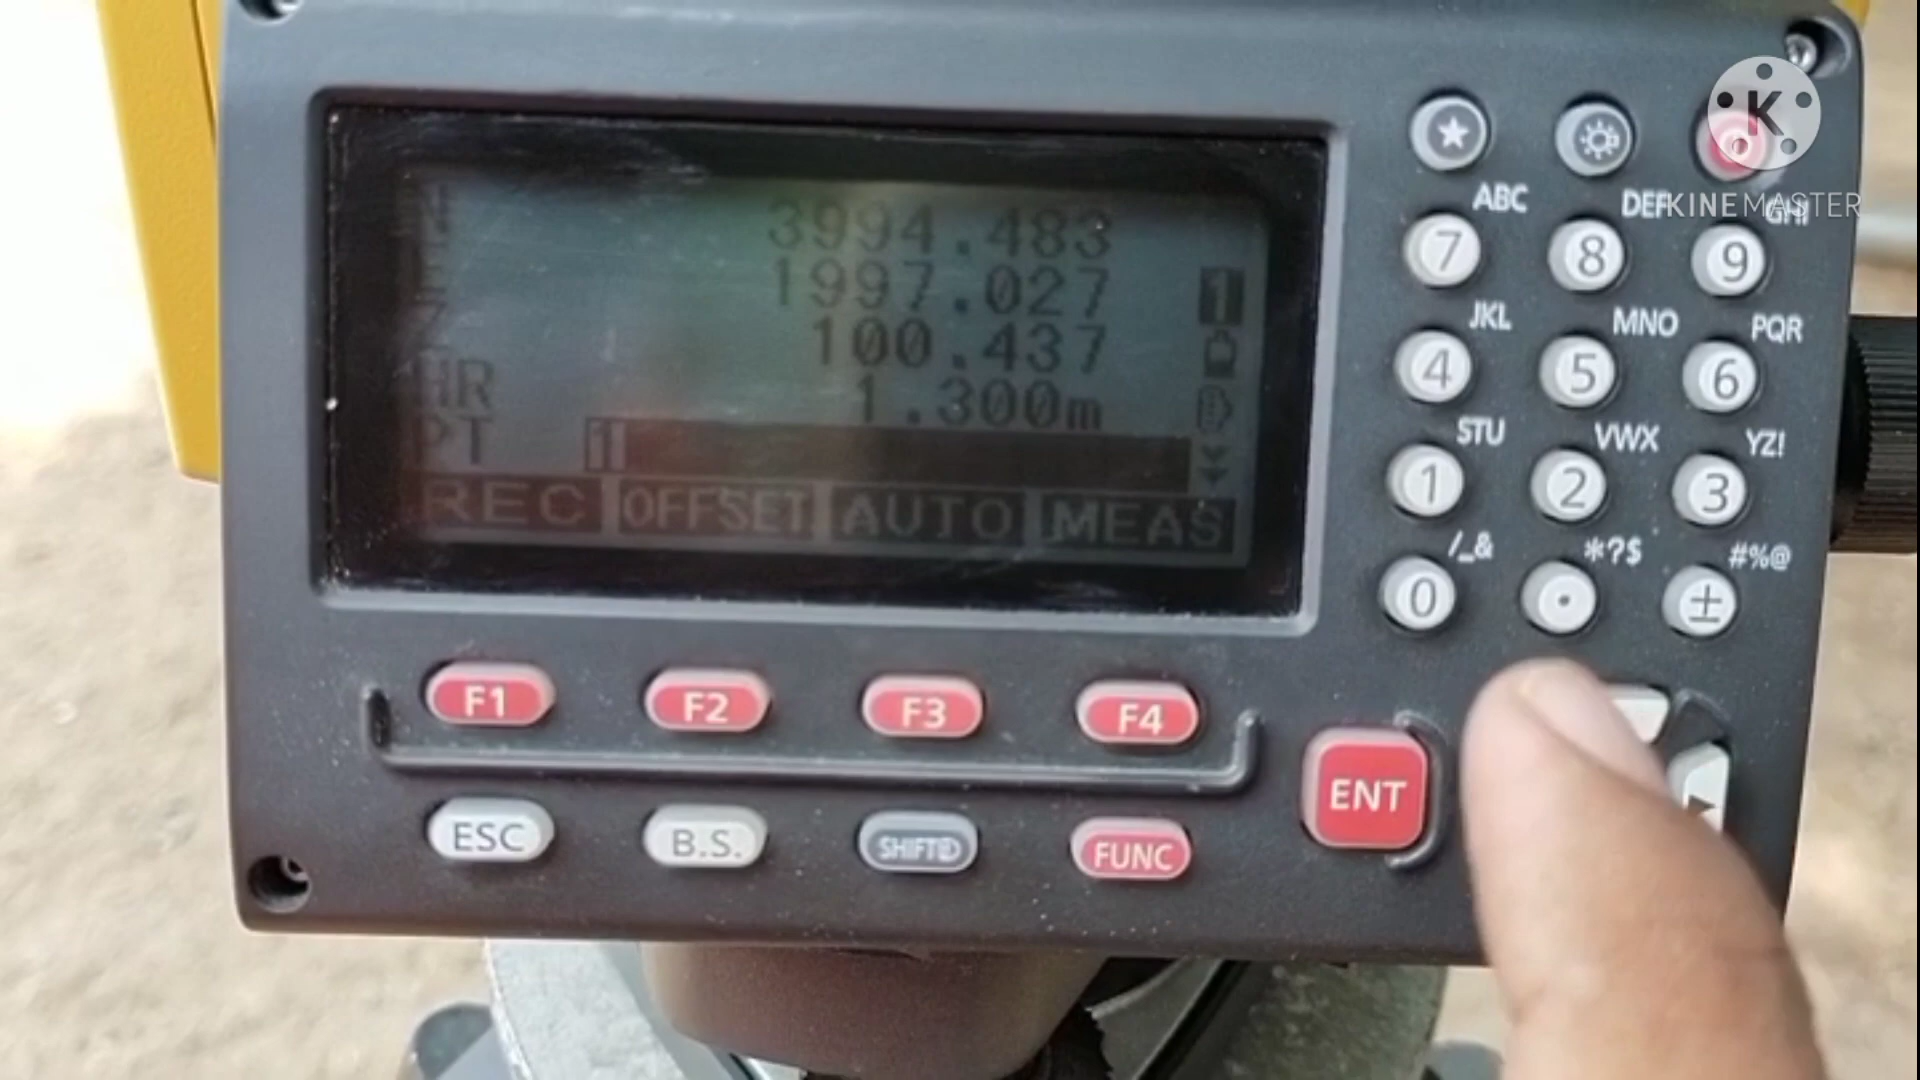 N 3994.483
E 1997.027
Z 100.437
HR 1.300m
PT 1
REC OFFSET AUTO MEAS
1
ABC DEF GHI
7 8 9
JKL MNO PQR
4 5 6
STU VWX YZ!
1 2 3
/_& *?$ #%@
0 • ±
F1 F2 F3 F4
ENT
ESC B.S. SHIFT FUNC
K
KINEMASTER